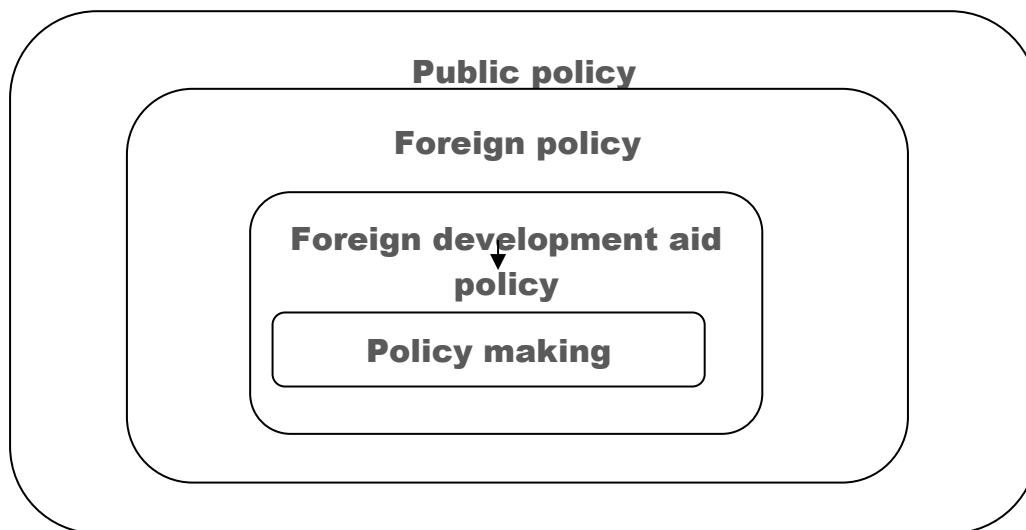 Public policy
Foreign policy
Foreign development aid
policy
Policy making